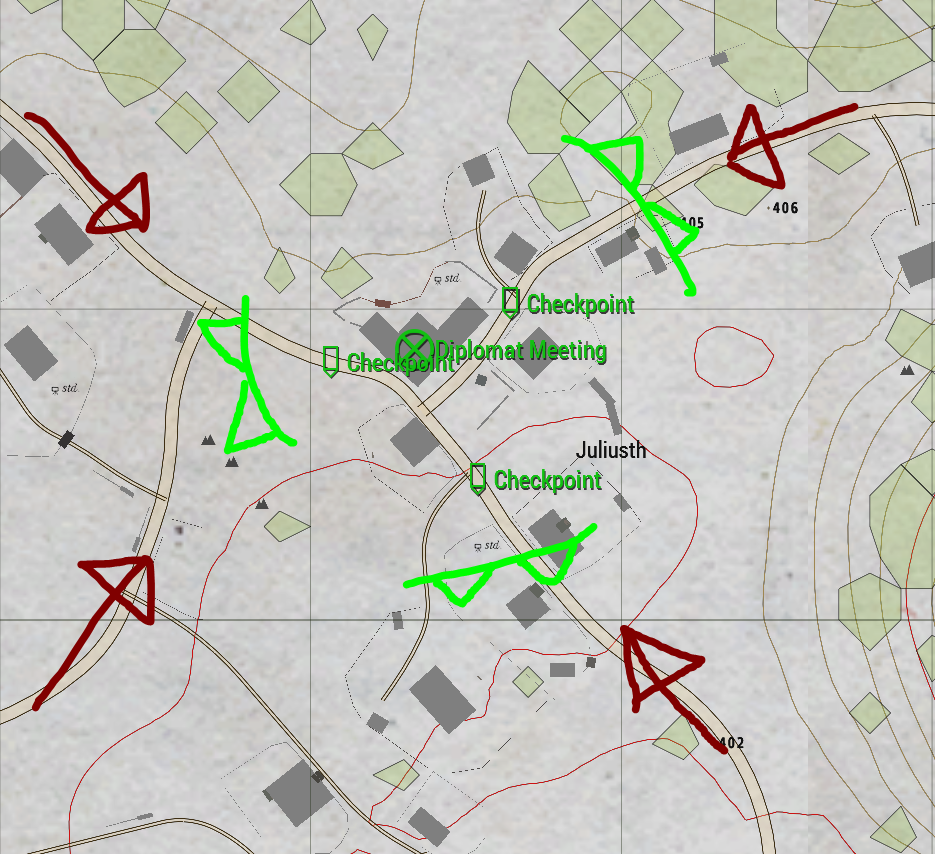 406
405
std
Checkpoint
Diplomat Meeting
Checkpoint
std
Juliusth
Checkpoint
std
402